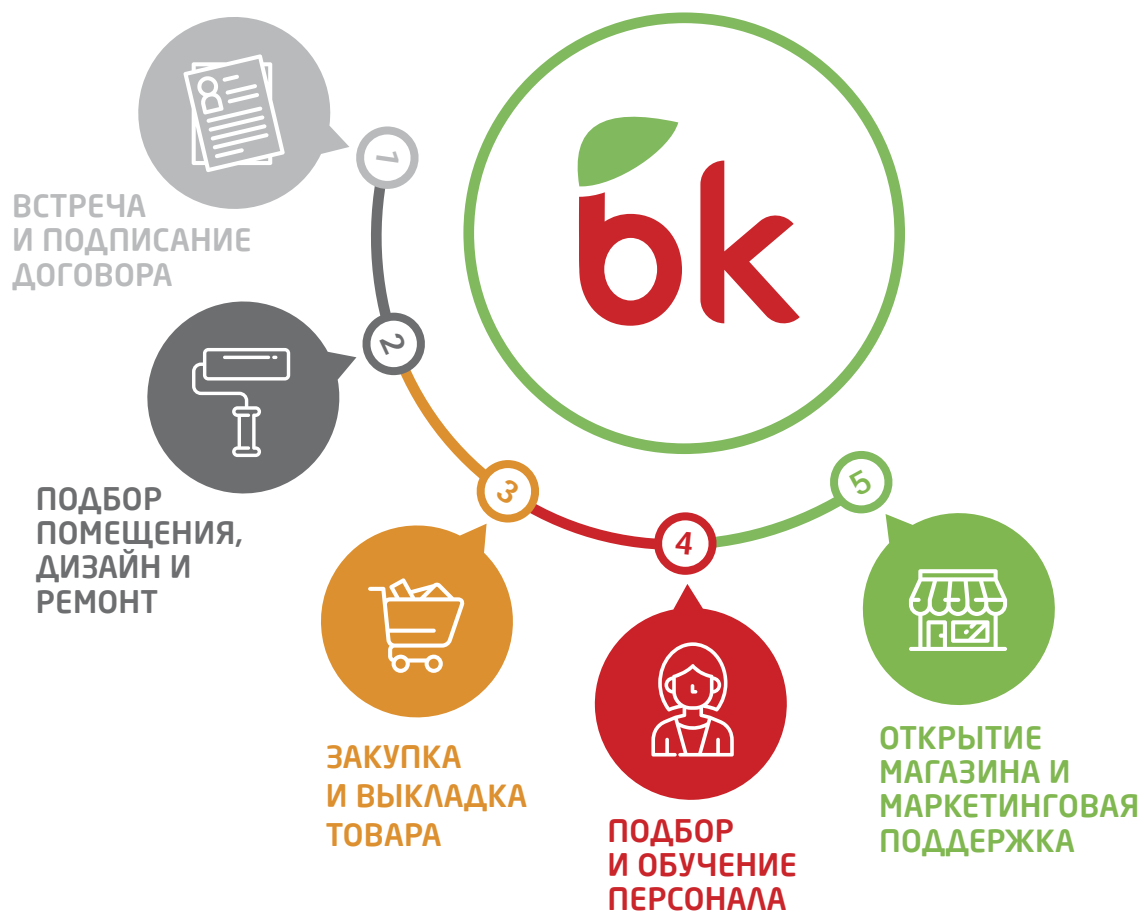 bk
1
ВСТРЕЧА
И ПОДПИСАНИЕ
ДОГОВОРА
2
ПОДБОР
ПОМЕЩЕНИЯ,
ДИЗАЙН И
РЕМОНТ
3
ЗАКУПКА
И ВЫКЛАДКА
ТОВАРА
4
ПОДБОР
И ОБУЧЕНИЕ
ПЕРСОНАЛА
5
ОТКРЫТИЕ
МАГАЗИНА И
МАРКЕТИНГОВАЯ
ПОДДЕРЖКА